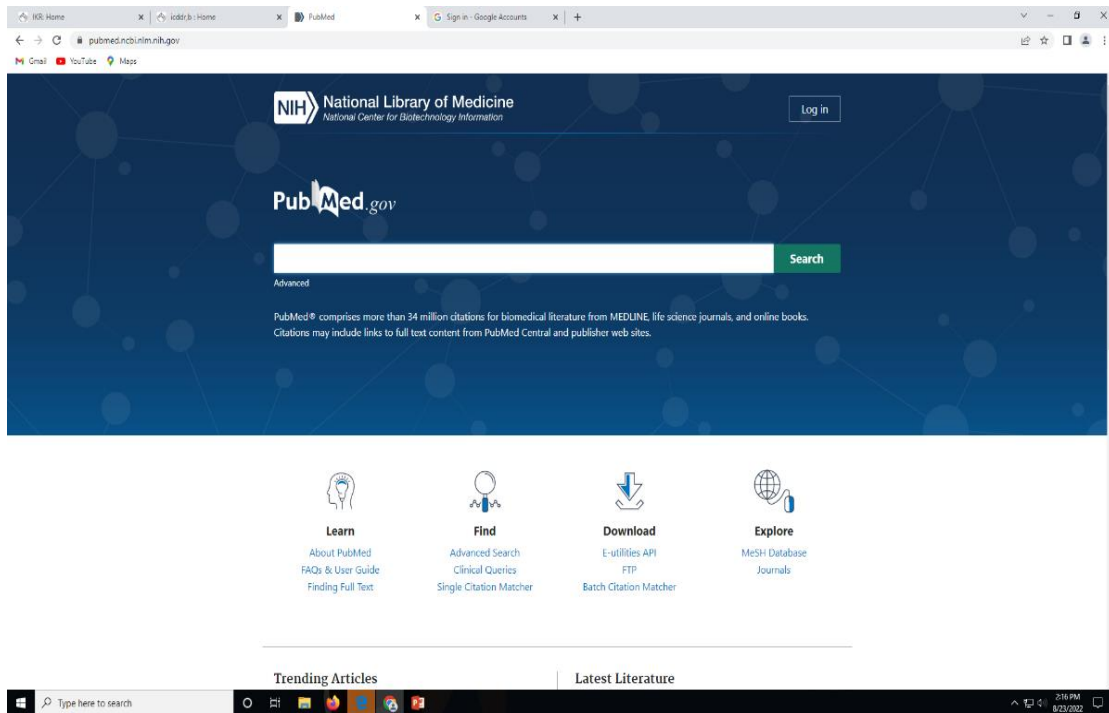 IKR: Home
icddr,b : Home
PubMed
Sign in - Google Accounts
pubmed.ncbi.nlm.nih.gov
Gmail YouTube Maps
NIH National Library of Medicine
National Center for Biotechnology Information
Log in
PubMed.gov
Search
Advanced
PubMed® comprises more than 34 million citations for biomedical literature from MEDLINE, life science journals, and online books.
Citations may include links to full text content from PubMed Central and publisher web sites.
Learn Find Download Explore
About PubMed Advanced Search E-utilities API MeSH Database
FAQs & User Guide Clinical Queries FTP Journals
Finding Full Text Single Citation Matcher Batch Citation Matcher
Trending Articles Latest Literature
Type here to search
2:16 PM
8/23/2022